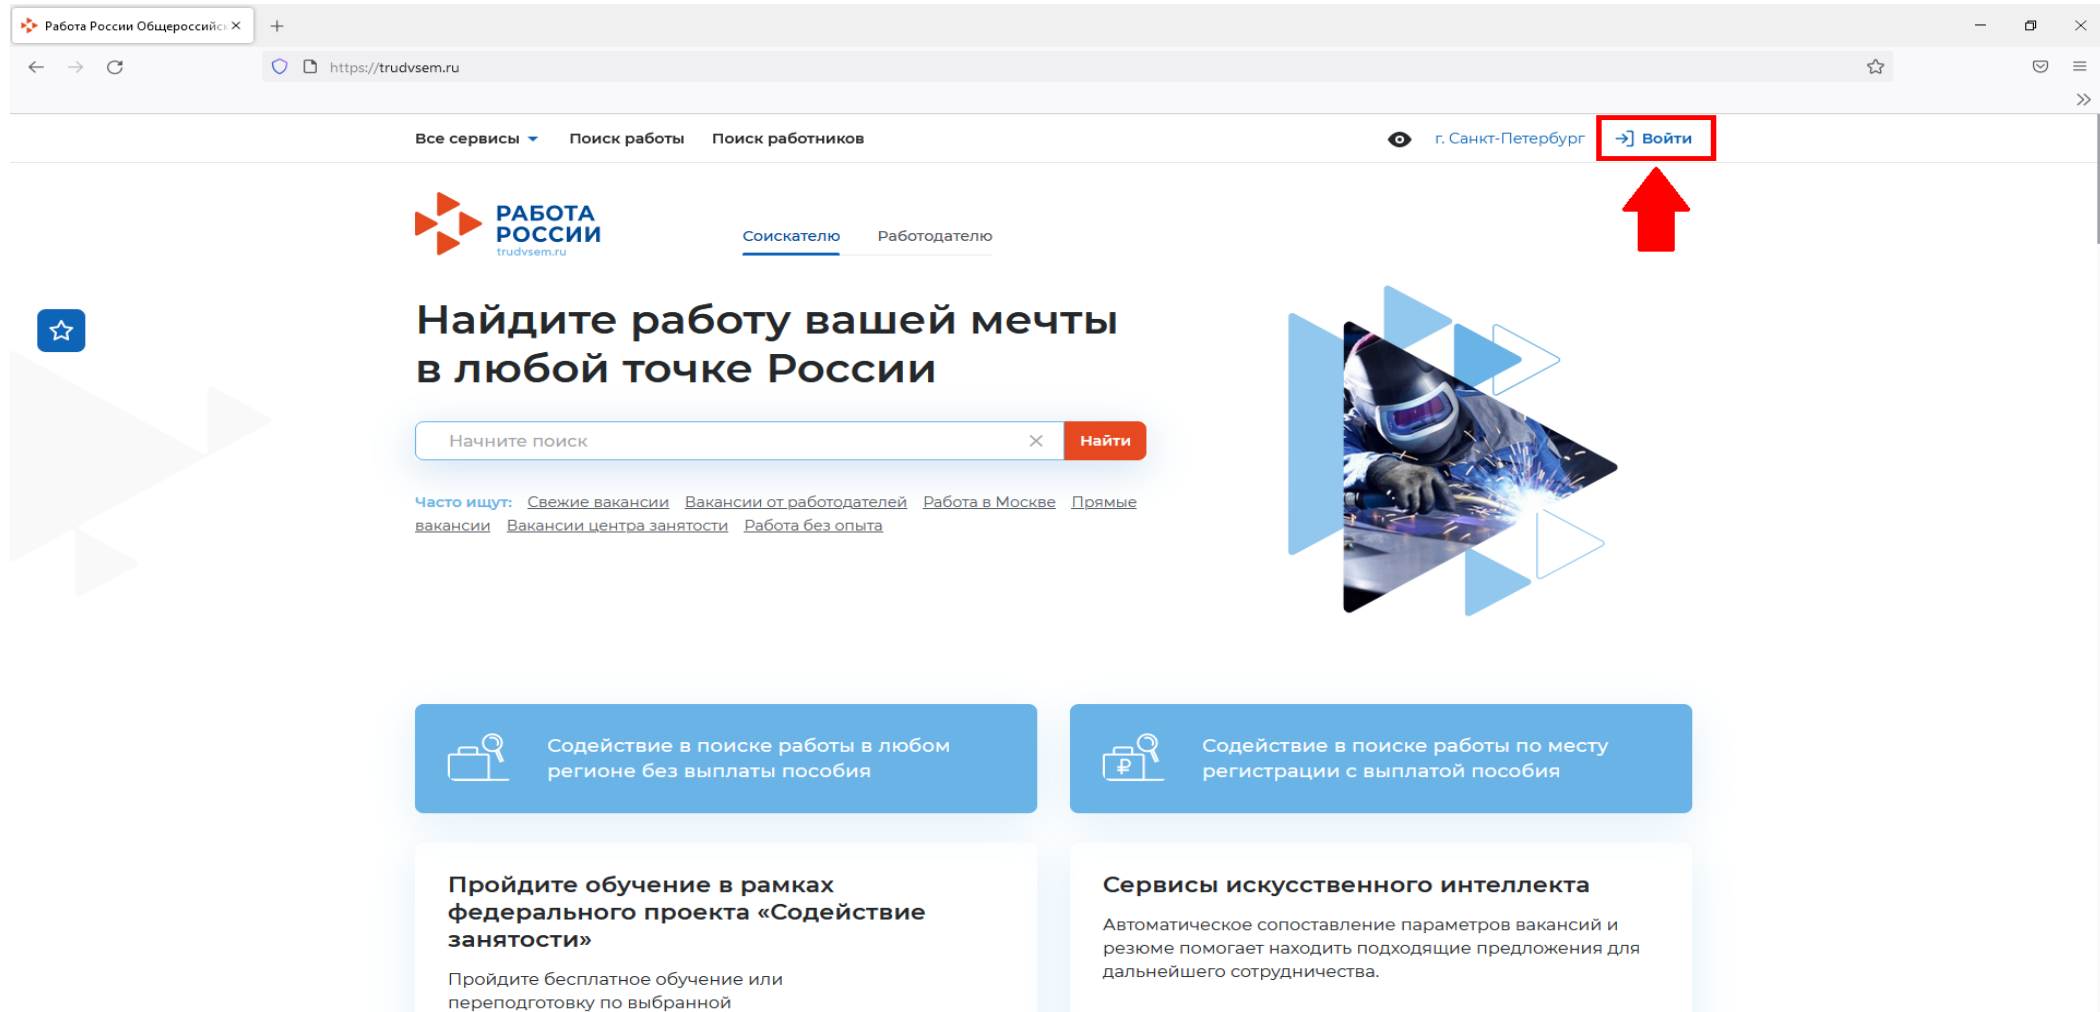 Работа России Общероссийск
https://trudvsem.ru
Все сервисы
Поиск работы
Поиск работников
г. Санкт-Петербург
Войти
РАБОТА
РОССИИ
trudvsem.ru
Соискателю
Работодателю
Найдите работу вашей мечты
в любой точке России
Начните поиск
Найти
Часто ищут: Свежие вакансии Вакансии от работодателей Работа в Москве Прямые
вакансии Вакансии центра занятости Работа без опыта
Содействие в поиске работы в любом
регионе без выплаты пособия
Содействие в поиске работы по месту
регистрации с выплатой пособия
Пройдите обучение в рамках
федерального проекта «Содействие
занятости»
Пройдите бесплатное обучение или
переподготовку по выбранной
Сервисы искусственного интеллекта
Автоматическое сопоставление параметров вакансий и
резюме помогает находить подходящие предложения для
дальнейшего сотрудничества.